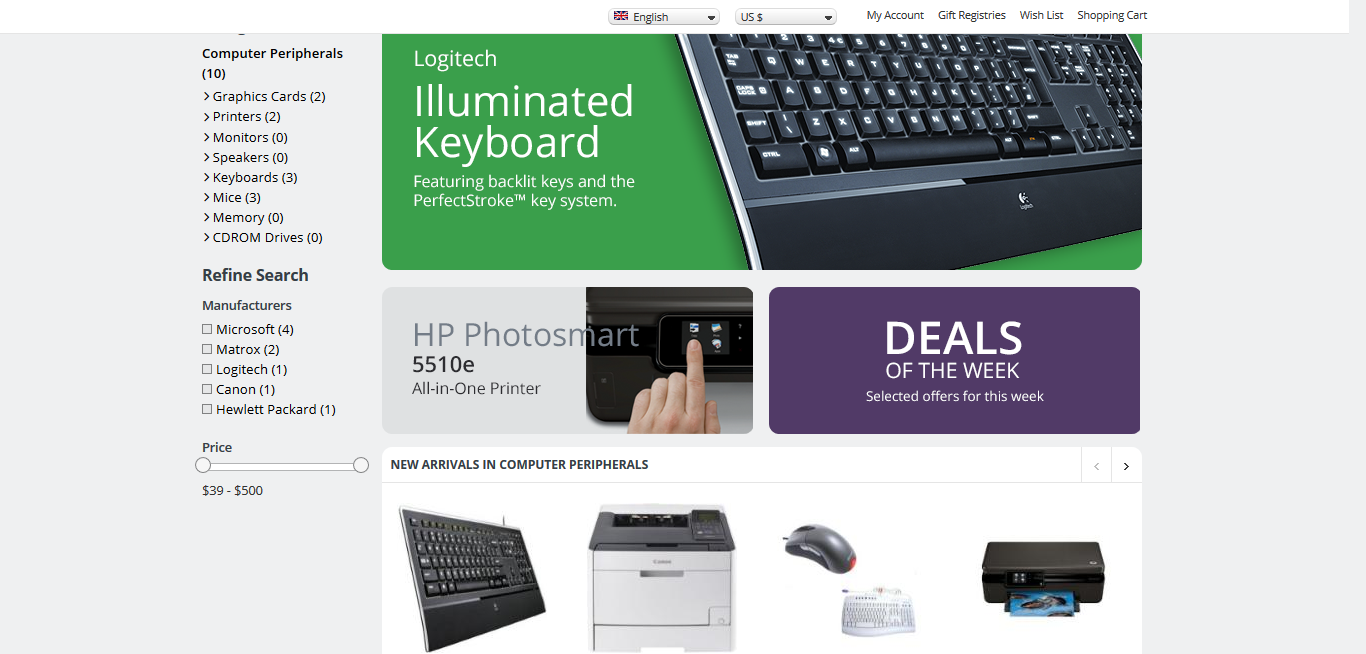 English
US $
My Account
Gift Registries
Wish List
Shopping Cart
Computer Peripherals
(10)
Graphics Cards (2)
Printers (2)
Monitors (0)
Speakers (0)
Keyboards (3)
Mice (3)
Memory (0)
CDROM Drives (0)
Refine Search
Manufacturers
Microsoft (4)
Matrox (2)
Logitech (1)
Canon (1)
Hewlett Packard (1)
Price
$39 - $500
Logitech
Illuminated
Keyboard
Featuring backlit keys and the
PerfectStroke™ key system.
Logitech
HP Photosmart
5510e
All-in-One Printer
DEALS
OF THE WEEK
Selected offers for this week
NEW ARRIVALS IN COMPUTER PERIPHERALS
Canon